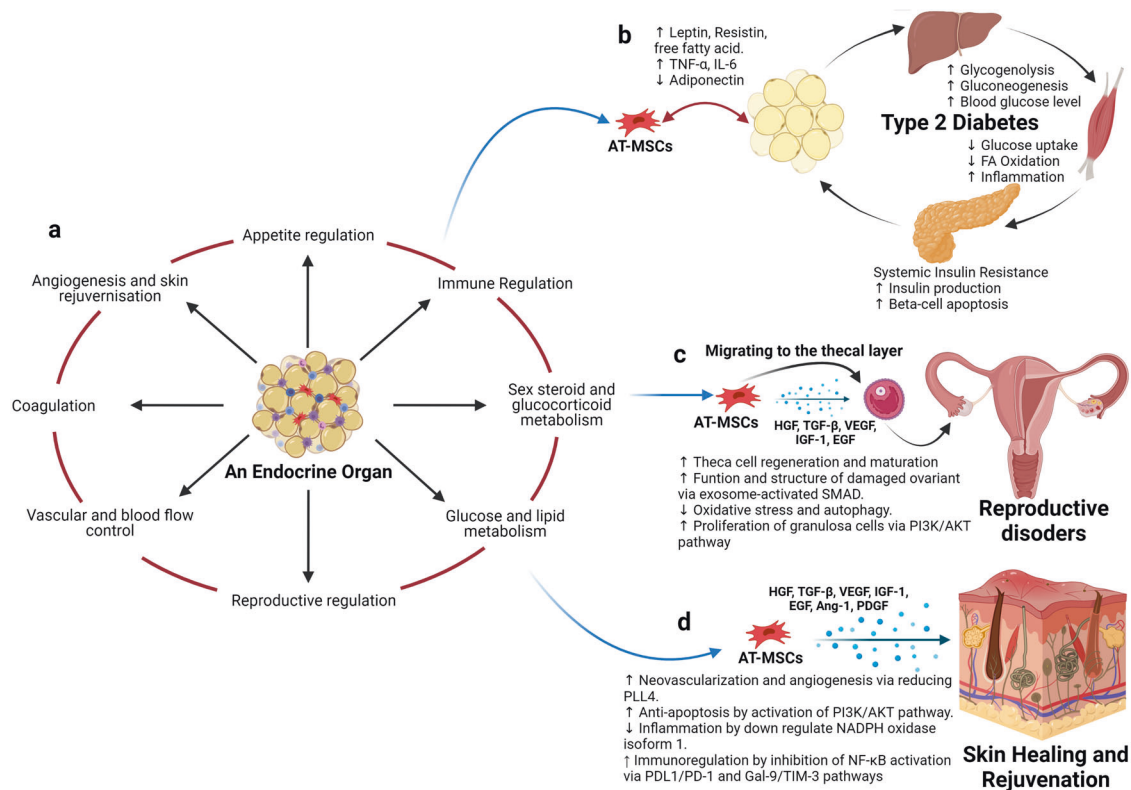 a
Appetite regulation
Angiogenesis and skin
rejuvernisation
Immune Regulation
Coagulation
Sex steroid and
glucocorticoid
metabolism
An Endocrine Organ
Vascular and blood flow
control
Glucose and lipid
metabolism
Reproductive regulation
b
↑ Leptin, Resistin,
free fatty acid.
↑ TNF-α, IL-6
↓ Adiponectin
AT-MSCs
↑ Glycogenolysis
↑ Gluconeogenesis
↑ Blood glucose level
Type 2 Diabetes
↓ Glucose uptake
↓ FA Oxidation
↑ Inflammation
Systemic Insulin Resistance
↑ Insulin production
↑ Beta-cell apoptosis
c
Migrating to the thecal layer
AT-MSCs
HGF, TGF-β, VEGF,
IGF-1, EGF
↑ Theca cell regeneration and maturation
↑ Funtion and structure of damaged ovariant
via exosome-activated SMAD.
↓ Oxidative stress and autophagy.
↑ Proliferation of granulosa cells via PI3K/AKT
pathway
Reproductive
disoders
d
HGF, TGF-β, VEGF, IGF-1,
EGF, Ang-1, PDGF
AT-MSCs
↑ Neovascularization and angiogenesis via reducing
PLL4.
↑ Anti-apoptosis by activation of PI3K/AKT pathway.
↓ Inflammation by down regulate NADPH oxidase
isoform 1.
↑ Immunoregulation by inhibition of NF-κB activation
via PDL1/PD-1 and Gal-9/TIM-3 pathways
Skin Healing and
Rejuvenation